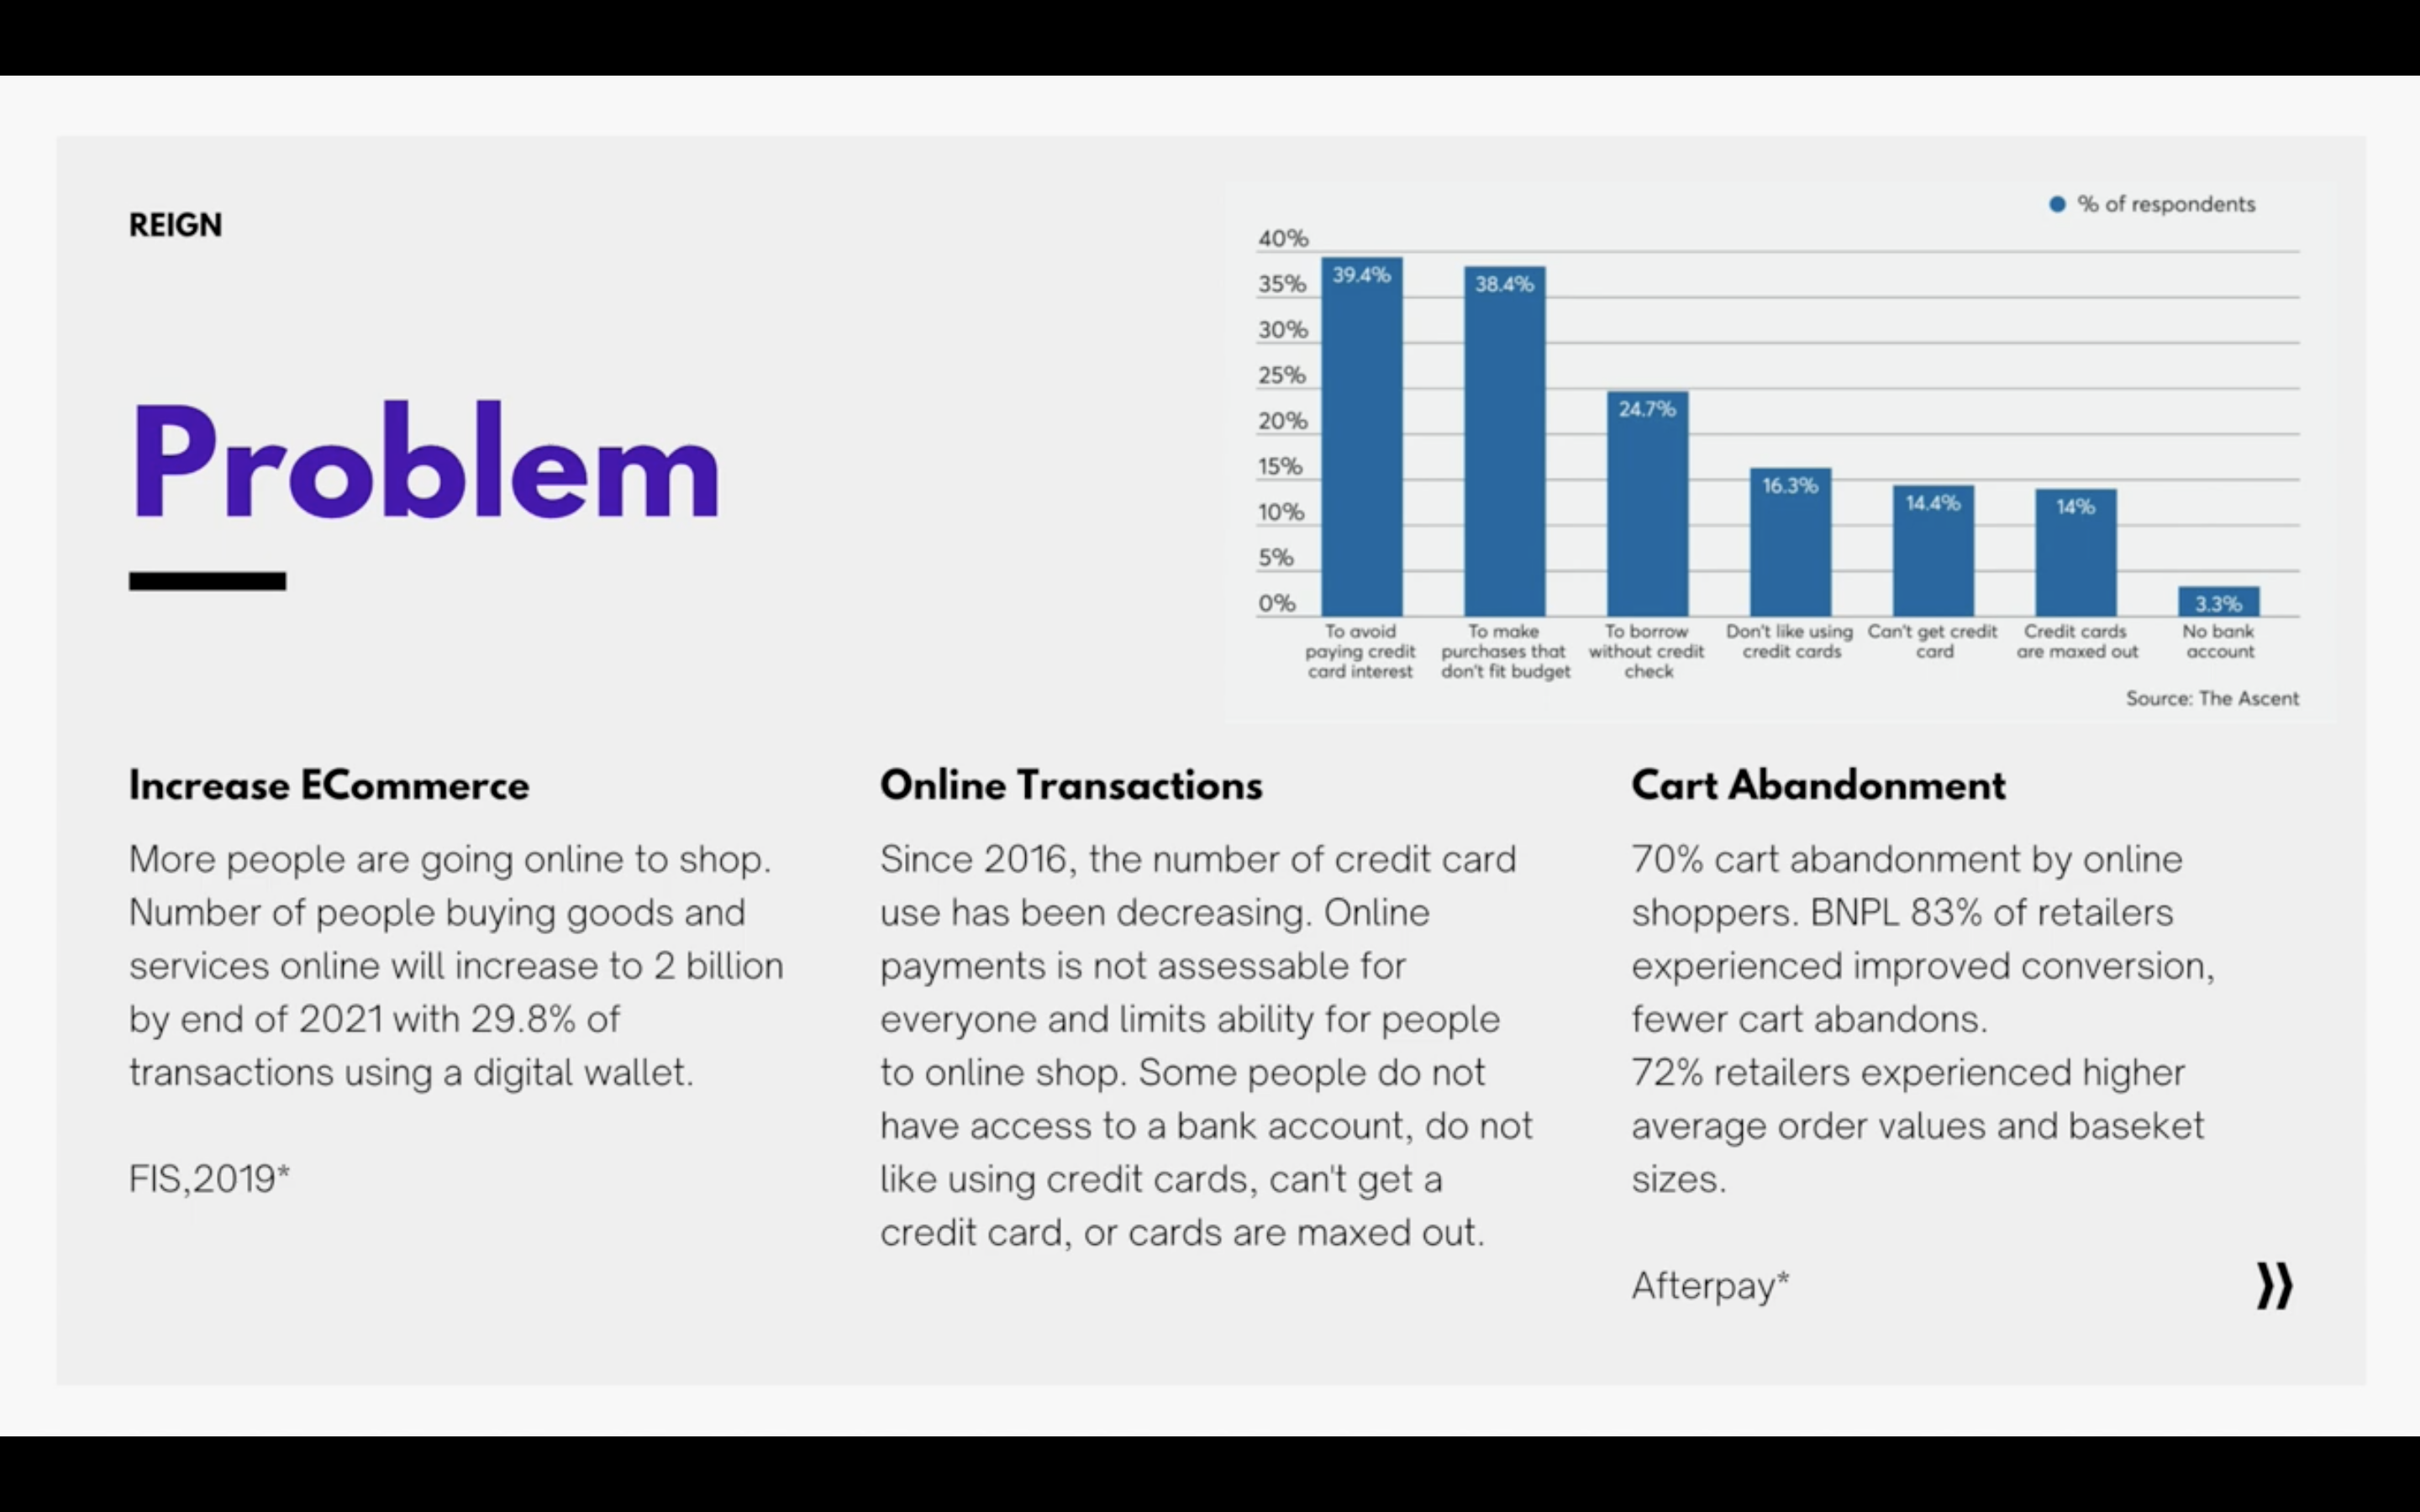 REIGN
Problem
% of respondents
40%
35%
30%
25%
20%
15%
10%
5%
0%
39.4%
38.4%
24.7%
16.3%
14.4%
14%
3.3%
To avoid
paying credit
card interest
To make
purchases that
don't fit budget
To borrow
without credit
check
Don't like using
credit cards
Can't get credit
card
Credit cards
are maxed out
No bank
account
Source: The Ascent
Increase ECommerce
More people are going online to shop.
Number of people buying goods and
services online will increase to 2 billion
by end of 2021 with 29.8% of
transactions using a digital wallet.
FIS,2019*
Online Transactions
Since 2016, the number of credit card
use has been decreasing. Online
payments is not assessable for
everyone and limits ability for people
to online shop. Some people do not
have access to a bank account, do not
like using credit cards, can't get a
credit card, or cards are maxed out.
Cart Abandonment
70% cart abandonment by online
shoppers. BNPL 83% of retailers
experienced improved conversion,
fewer cart abandons.
72% retailers experienced higher
average order values and baseket
sizes.
Afterpay*